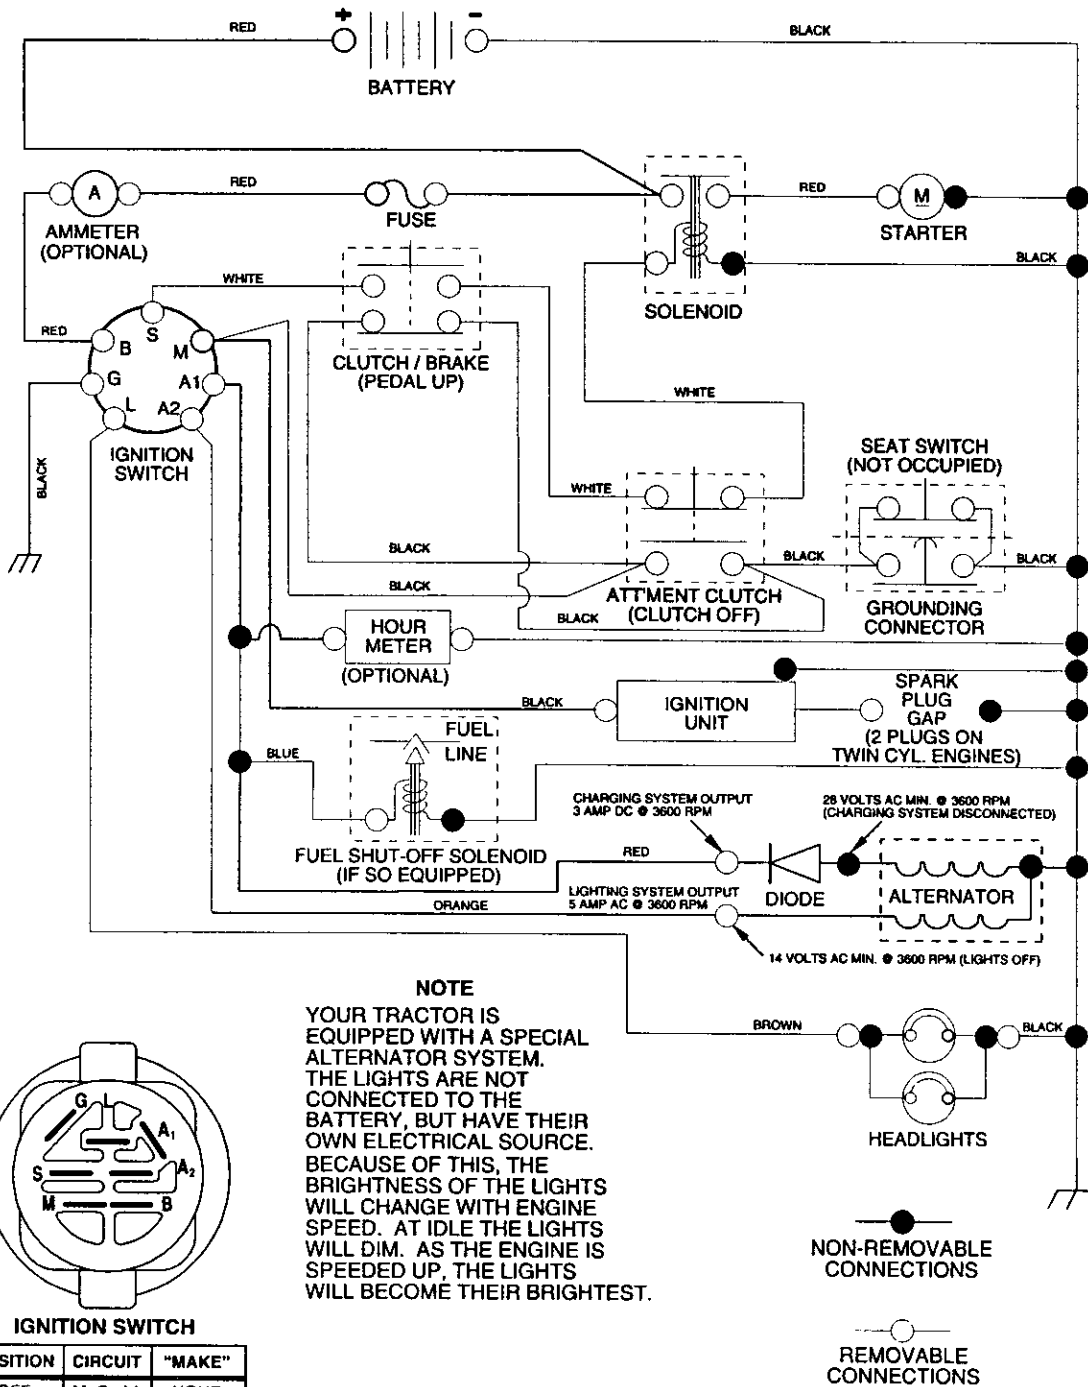 +
-
RED
BLACK
BATTERY
A
RED
FUSE
RED
M
AMMETER
(OPTIONAL)
STARTER
WHITE
BLACK
SOLENOID
RED
S
B
M
G
A1
L
A2
CLUTCH / BRAKE
(PEDAL UP)
IGNITION
SWITCH
BLACK
WHITE
SEAT SWITCH
(NOT OCCUPIED)
WHITE
BLACK
BLACK
BLACK
BLACK
ATT'MENT CLUTCH
(CLUTCH OFF)
BLACK
GROUNDING
CONNECTOR
HOUR
METER
(OPTIONAL)
BLACK
IGNITION
UNIT
SPARK
PLUG
GAP
(2 PLUGS ON
TWIN CYL. ENGINES)
BLUE
FUEL
LINE
FUEL SHUT-OFF SOLENOID
(IF SO EQUIPPED)
CHARGING SYSTEM OUTPUT
3 AMP DC @ 3600 RPM
28 VOLTS AC MIN. @ 3600 RPM
(CHARGING SYSTEM DISCONNECTED)
RED
DIODE
ALTERNATOR
LIGHTING SYSTEM OUTPUT
5 AMP AC @ 3600 RPM
ORANGE
14 VOLTS AC MIN. @ 3600 RPM (LIGHTS OFF)
NOTE
YOUR TRACTOR IS
EQUIPPED WITH A SPECIAL
ALTERNATOR SYSTEM.
THE LIGHTS ARE NOT
CONNECTED TO THE
BATTERY, BUT HAVE THEIR
OWN ELECTRICAL SOURCE.
BECAUSE OF THIS, THE
BRIGHTNESS OF THE LIGHTS
WILL CHANGE WITH ENGINE
SPEED. AT IDLE THE LIGHTS
WILL DIM. AS THE ENGINE IS
SPEEDED UP, THE LIGHTS
WILL BECOME THEIR BRIGHTEST.
BROWN
BLACK
HEADLIGHTS
NON-REMOVABLE
CONNECTIONS
REMOVABLE
CONNECTIONS
G L
A1
S
A2
M
B
IGNITION SWITCH
SITION CIRCUIT "MAKE"